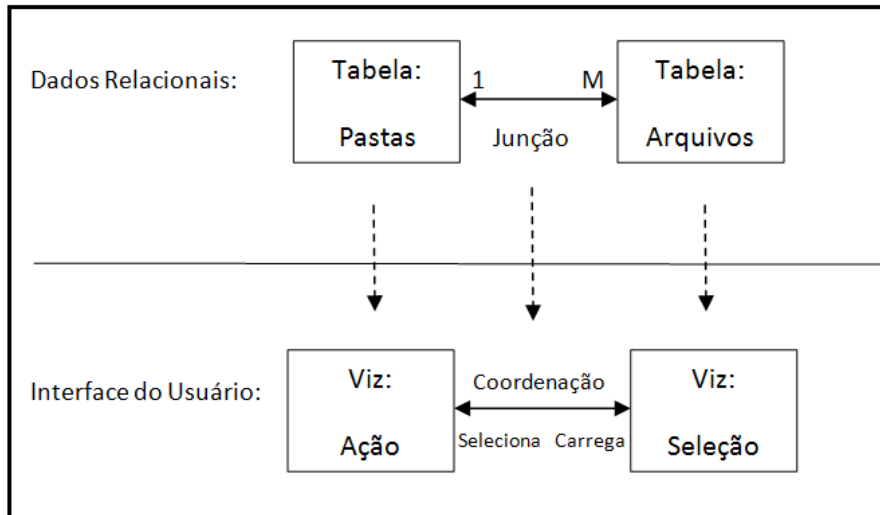 Dados Relacionais:
Tabela:
Pastas
1
M
Junção
Tabela:
Arquivos
Interface do Usuário:
Viz:
Ação
Coordenação
Seleciona Carrega
Viz:
Seleção